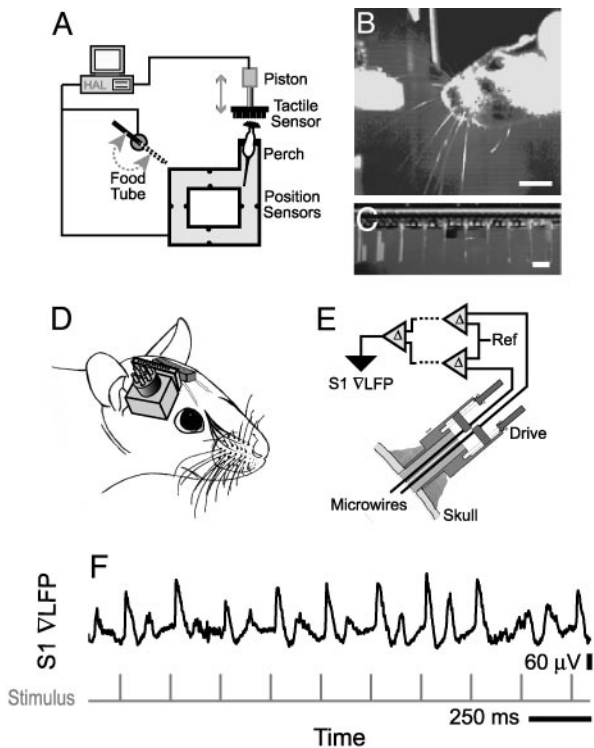 A
HAL
Piston
Tactile
Sensor
Perch
Food
Tube
Position
Sensors
B
C
D
E
Δ
Δ
Δ
Ref
S1 ∇LFP
Drive
Microwires
Skull
F
S1 ∇LFP
60 μV
Stimulus
250 ms
Time